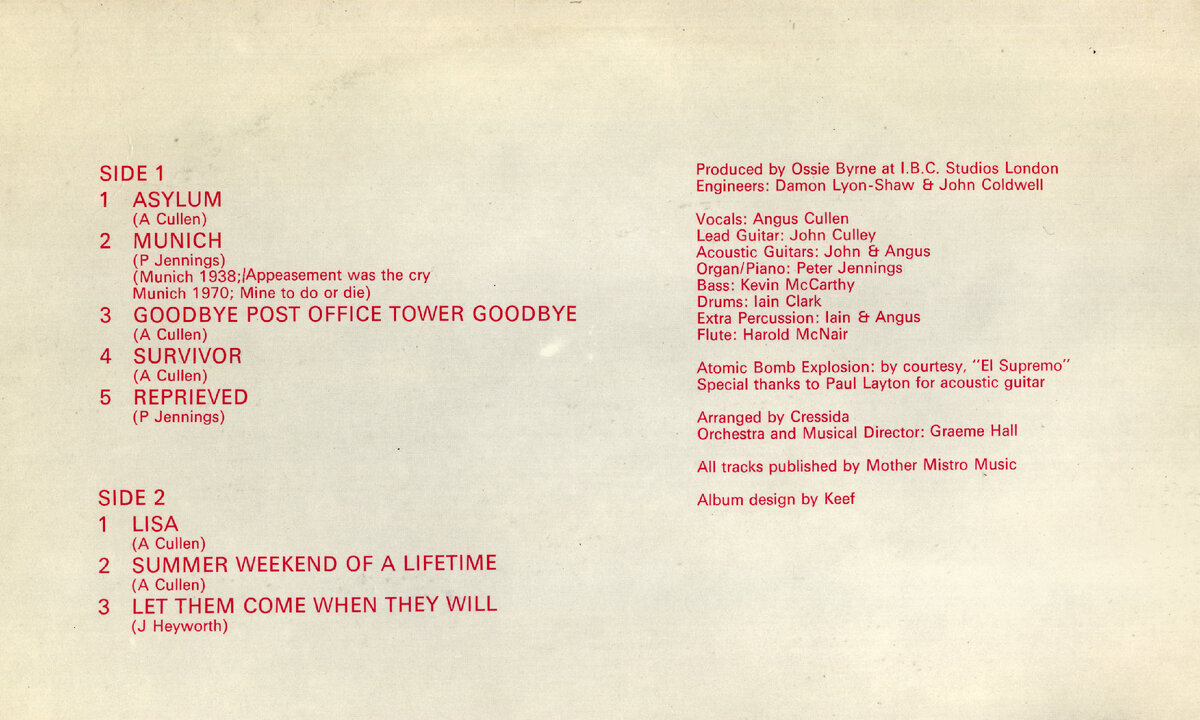 SIDE 1
1 ASYLUM
(A Cullen)
2 MUNICH
(P Jennings)
(Munich 1938;/Appeasement was the cry
Munich 1970; Mine to do or die)
3 GOODBYE POST OFFICE TOWER GOODBYE
(A Cullen)
4 SURVIVOR
(A Cullen)
5 REPRIEVED
(P Jennings)
SIDE 2
1 LISA
(A Cullen)
2 SUMMER WEEKEND OF A LIFETIME
(A Cullen)
3 LET THEM COME WHEN THEY WILL
(J Heyworth)
Produced by Ossie Byrne at I.B.C. Studios London
Engineers: Damon Lyon-Shaw & John Coldwell
Vocals: Angus Cullen
Lead Guitar: John Culley
Acoustic Guitars: John & Angus
Organ/Piano: Peter Jennings
Bass: Kevin McCarthy
Drums: Iain Clark
Extra Percussion: Iain & Angus
Flute: Harold McNair
Atomic Bomb Explosion: by courtesy, "El Supremo"
Special thanks to Paul Layton for acoustic guitar
Arranged by Cressida
Orchestra and Musical Director: Graeme Hall
All tracks published by Mother Mistro Music
Album design by Keef